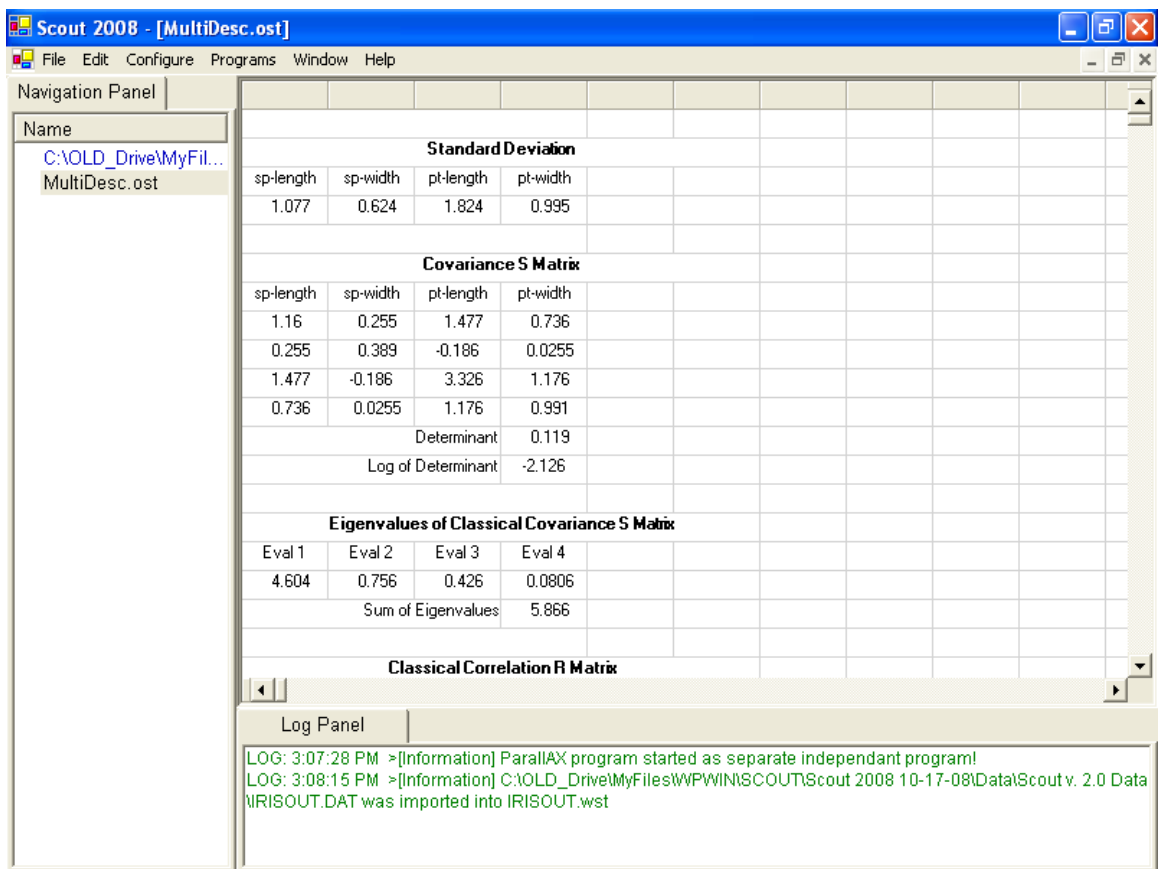 Scout 2008 - [MultiDesc.ost]
File Edit Configure Programs Window Help
Navigation Panel
Name
C:\OLD_Drive\MyFil...
MultiDesc.ost
Standard Deviation
sp-length sp-width pt-length pt-width
1.077 0.624 1.824 0.995
Covariance S Matrix
sp-length sp-width pt-length pt-width
1.16 0.255 1.477 0.736
0.255 0.389 -0.186 0.0255
1.477 -0.186 3.326 1.176
0.736 0.0255 1.176 0.991
Determinant 0.119
Log of Determinant -2.126
Eigenvalues of Classical Covariance S Matrix
Eval 1 Eval 2 Eval 3 Eval 4
4.604 0.756 0.426 0.0806
Sum of Eigenvalues 5.866
Classical Correlation R Matrix
Log Panel
LOG: 3:07:28 PM >[Information] ParallAX program started as separate independant program!
LOG: 3:08:15 PM >[Information] C:\OLD_Drive\MyFiles\WPWIN\SCOUT\Scout 2008 10-17-08\Data\Scout v. 2.0 Data
\IRISOUT.DAT was imported into IRISOUT.wst